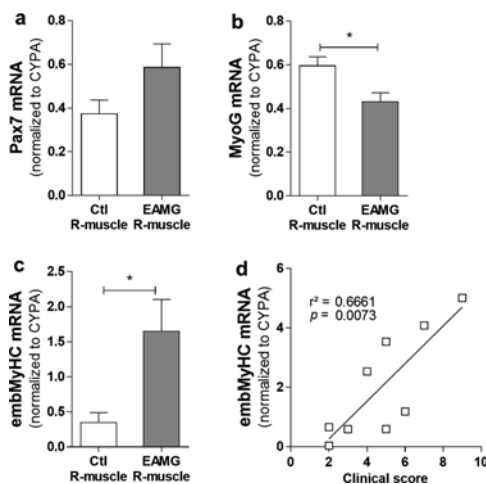 a
Pax7 mRNA
(normalized to CYPA)
0.8
0.6
0.4
0.2
0.0
Ctl
R-muscle
EAMG
R-muscle
b
MyoG mRNA
(normalized to CYPA)
0.8
0.6
0.4
0.2
0.0
*
Ctl
R-muscle
EAMG
R-muscle
c
embMyHC mRNA
(normalized to CYPA)
2.5
2.0
1.5
1.0
0.5
0.0
*
Ctl
R-muscle
EAMG
R-muscle
d
embMyHC mRNA
(normalized to CYPA)
6
4
2
0
r² = 0.6661
p = 0.0073
0 2 4 6 8 10
Clinical score